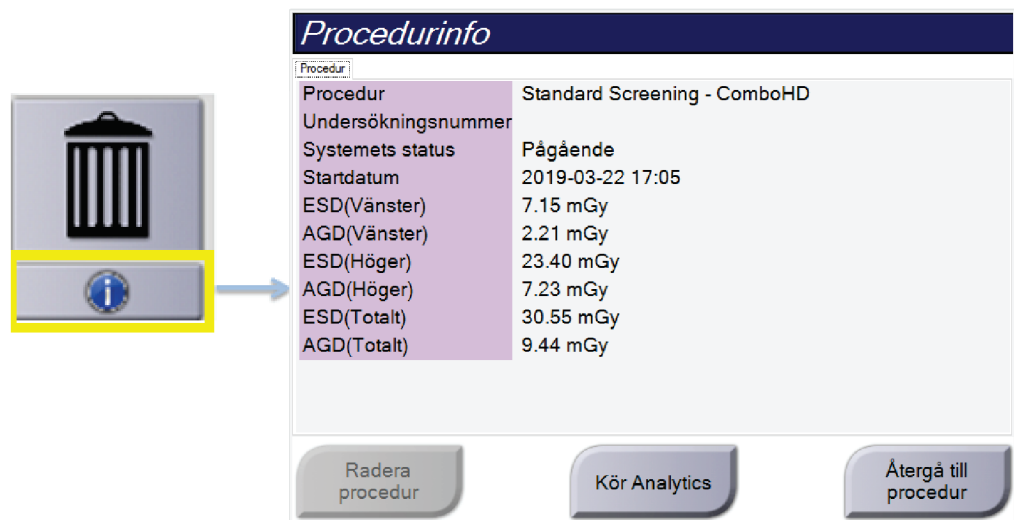 Procedurinfo
Procedur
Procedur Standard Screening - ComboHD
Undersökningsnummer
Systemets status Pågående
Startdatum 2019-03-22 17:05
ESD(Vänster) 7.15 mGy
AGD(Vänster) 2.21 mGy
ESD(Höger) 23.40 mGy
AGD(Höger) 7.23 mGy
ESD(Totalt) 30.55 mGy
AGD(Totalt) 9.44 mGy
Radera
procedur
Kör Analytics
Återgå till
procedur